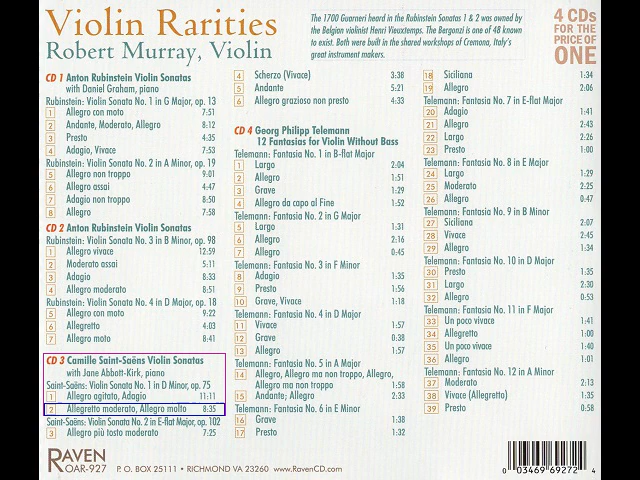 Violin Rarities
Robert Murray, Violin
The 1700 Guarneri heard in the Rubinstein Sonatas 1 & 2 was owned by
the Belgian violinist Henri Vieuxtemps. The Bergonzi is one of 48 known
to exist. Both were built in the shared workshops of Cremona, Italy's
great instrument makers.
4 CDs
FOR THE
PRICE OF
ONE
CD 1 Anton Rubinstein Violin Sonatas
with Daniel Graham, piano
Rubinstein: Violin Sonata No. 1 in G Major, op. 13
1 Allegro con moto 7:51
2 Andante, Moderato, Allegro 8:12
3 Presto 4:35
4 Adagio, Vivace 7:53
Rubinstein: Violin Sonata No. 2 in A Minor, op. 19
5 Allegro non troppo 9:01
6 Allegro assai 4:47
7 Adagio non troppo 8:50
8 Allegro 7:58
CD 2 Anton Rubinstein Violin Sonatas
Rubinstein: Violin Sonata No. 3 in B Minor, op. 98
1 Allegro vivace 12:59
2 Moderato assai 5:11
3 Adagio 8:33
4 Allegro moderato 8:51
Rubinstein: Violin Sonata No. 4 in D Major, op. 18
5 Allegro con moto 9:22
6 Allegretto 4:03
7 Allegro moto 8:41
CD 3 Camille Saint-Saëns Violin Sonatas
with Jane Abbott-Kirk, piano
Saint-Saëns: Violin Sonata No. 1 in D Minor, op. 75
1 Allegro agitato, Adagio 11:11
2 Allegretto moderato, Allegro molto 8:35
Saint-Saëns: Violin Sonata No. 2 in E-flat Major, op. 102
3 Allegro più tosto moderato 7:25
4 Scherzo (Vivace) 3:38
5 Andante 5:21
6 Allegro grazioso non presto 4:33
CD 4 Georg Philipp Telemann
12 Fantasias for Violin Without Bass
Telemann: Fantasia No. 1 in B-flat Major
1 Largo 2:04
2 Allegro 1:51
3 Grave 1:29
4 Allegro da capo al Fine 1:52
Telemann: Fantasia No. 2 in G Major
5 Largo 1:31
6 Allegro 2:16
7 Allegro 0:45
Telemann: Fantasia No. 3 in F Minor
8 Adagio 1:35
9 Presto 1:56
10 Grave, Vivace 1:18
Telemann: Fantasia No. 4 in D Major
11 Vivace 1:57
12 Grave 0:38
13 Allegro 1:57
Telemann: Fantasia No. 5 in A Major
14 Allegro, Allegro ma non troppo, Allegro,
Allegro ma non troppo 1:58
15 Andante; Allegro 2:33
Telemann: Fantasia No. 6 in E Minor
16 Grave 1:38
17 Presto 1:32
18 Siciliana 1:34
19 Allegro 2:06
Telemann: Fantasia No. 7 in E-flat Major
20 Adagio 1:41
21 Allegro 2:43
22 Largo 2:26
23 Presto 1:00
Telemann: Fantasia No. 8 in E Major
24 Largo 1:29
25 Moderato 2:25
26 Allegro 0:47
Telemann: Fantasia No. 9 in B Minor
27 Siciliana 2:07
28 Vivace 2:45
29 Allegro 1:34
Telemann: Fantasia No. 10 in D Major
30 Presto 1:35
31 Largo 2:30
32 Allegro 0:53
Telemann: Fantasia No. 11 in F Major
33 Un poco vivace 1:41
34 Allegro 0:00
35 Un poco vivace 1:40
36 Allegro 1:01
Telemann: Fantasia No. 12 in A Minor
37 Moderato 2:13
38 Vivace (Allegretto) 1:35
39 Presto 0:58
RAVEN
OAR-927
P. O. BOX 25111 • RICHMOND VA 23260 www.RavenCD.com
0 03469 69272 4